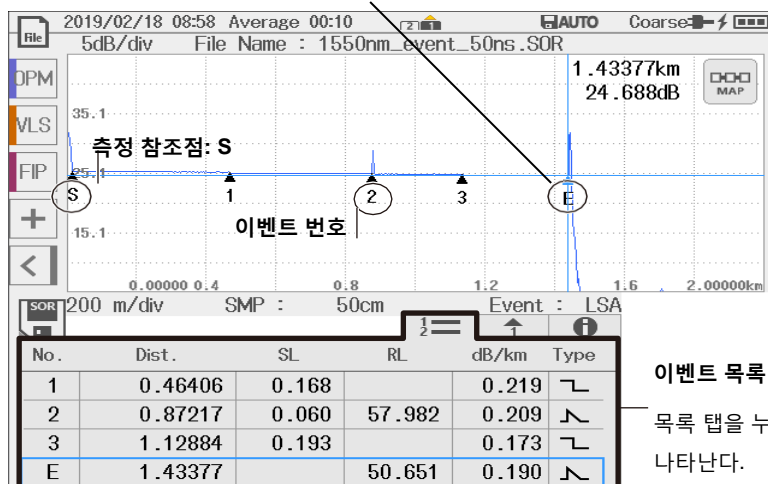 2019/02/18 08:58 Average 00:10 2 1 AUTO Coarse
File
5dB/div File Name : 1550nm_event_50ns.SOR
OPM
1.43377km
24.688dB
MAP
VLS
35.1
측정 참조점: S
FIP
25.1
S 1 2 3 E
이벤트 번호
15.1
0.00000 0.4 0.8 1.2 1.6 2.00000km
SOR
200 m/div SMP : 50cm Event : LSA
1
2
1
No. Dist. SL RL dB/km Type
1 0.46406 0.168 0.219
2 0.87217 0.060 57.982 0.209
3 1.12884 0.193 0.173
E 1.43377 50.651 0.190
이벤트 목록
목록 탭을 누
나타난다.